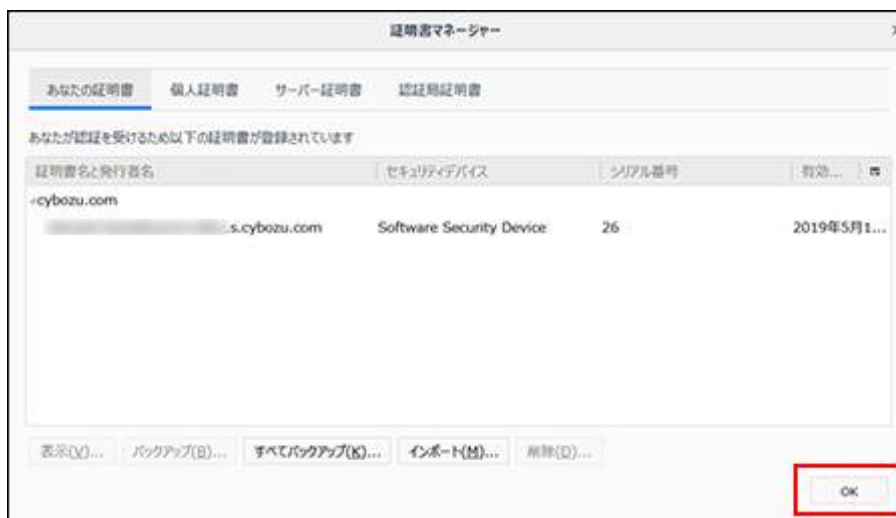 証明書マネージャー
あなたの証明書 個人証明書 サーバー証明書 認証局証明書
あなたが認証を受けるため以下の証明書が登録されています
証明書名と発行者名 セキュリティデバイス シリアル番号 有効...
cybozu.com
.s.cybozu.com Software Security Device 26 2019年5月1...
表示(V)... バックアップ(B)... すべてバックアップ(K)... インポート(M)... 削除(D)...
OK